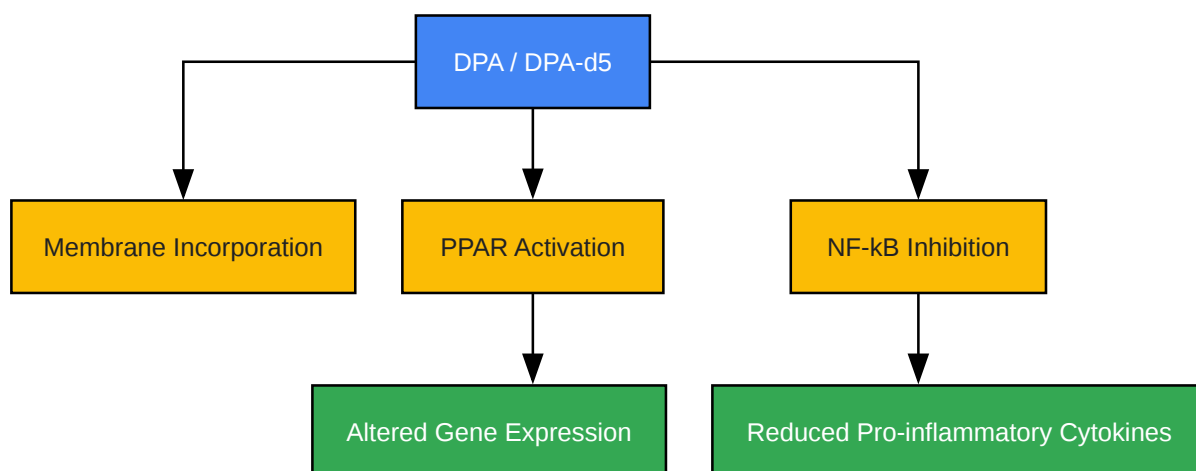 DPA / DPA-d5
Membrane Incorporation
PPAR Activation
NF-kB Inhibition
Altered Gene Expression
Reduced Pro-inflammatory Cytokines